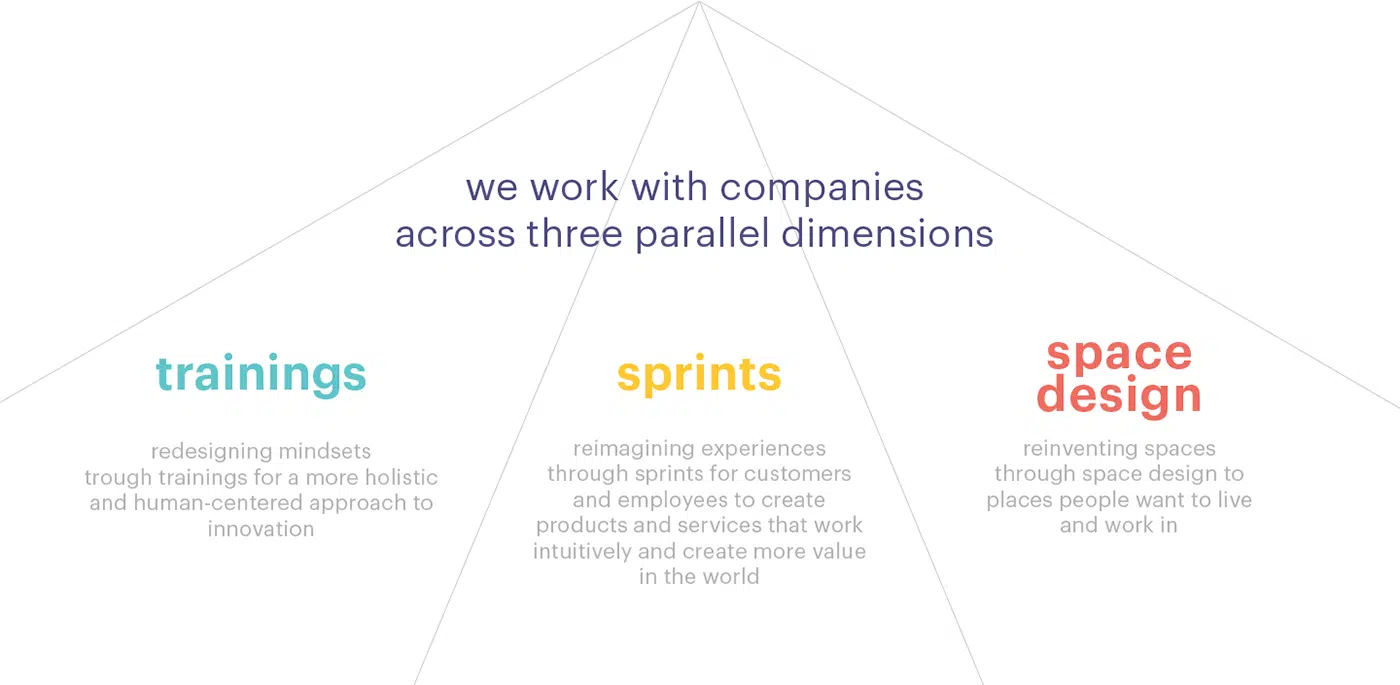 we work with companies
across three parallel dimensions
trainings
redesigning mindsets
trough trainings for a more holistic
and human-centered approach to
innovation
sprints
reimagining experiences
through sprints for customers
and employees to create
products and services that work
intuitively and create more value
in the world
space
design
reinventing spaces
through space design to
places people want to live
and work in